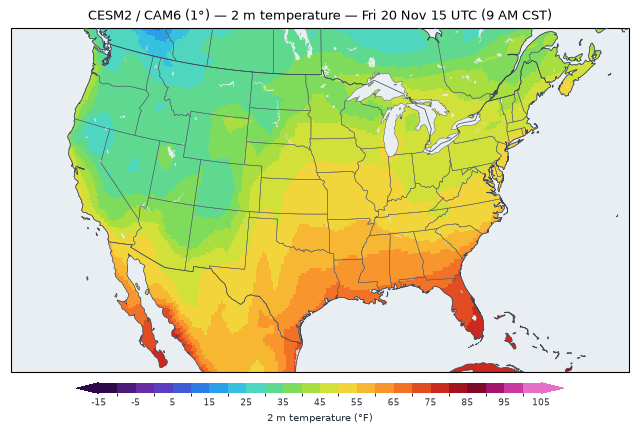 CESM2 / CAM6 (1°) — 2 m temperature — Fri 20 Nov 15 UTC (9 AM CST)
-15 -5 5 15 25 35 45 55 65 75 85 95 105
2 m temperature (°F)